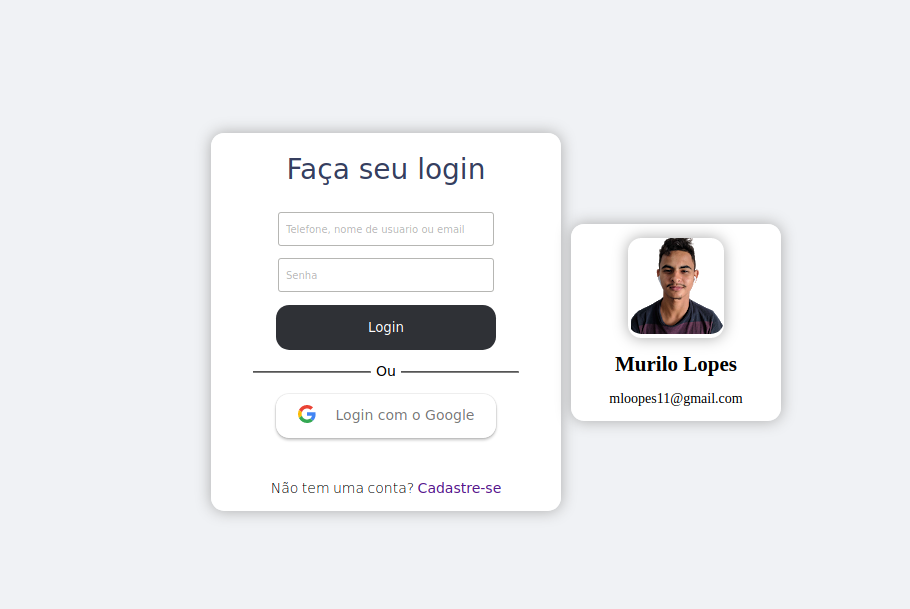 Faça seu login
Telefone, nome de usuario ou email
Senha
Login
Ou
Login com o Google
Não tem uma conta? Cadastre-se
Murilo Lopes
mloopes11@gmail.com